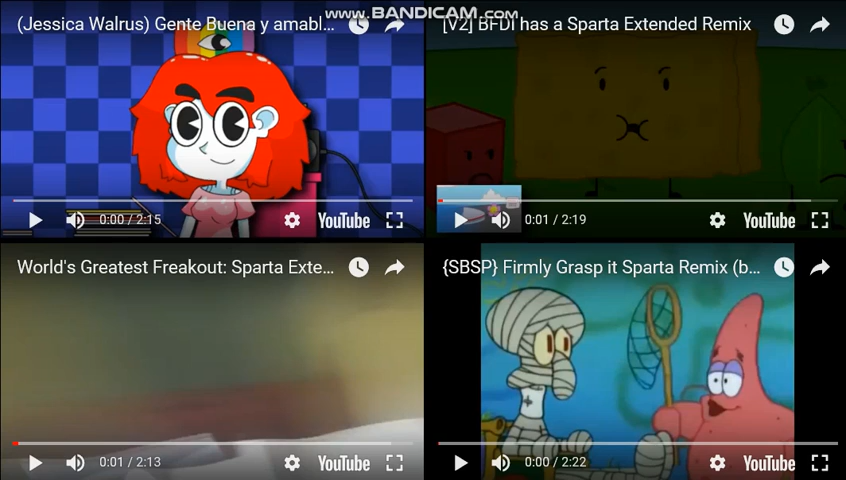 www.BANDICAM.com
(Jessica Walrus) Gente Buena y amabl...
[V2] BFDI has a Sparta Extended Remix
0:00 / 2:15
YouTube
0:01 / 2:19
YouTube
World's Greatest Freakout: Sparta Exte...
{SBSP} Firmly Grasp it Sparta Remix (b...
0:01 / 2:13
YouTube
0:00 / 2:22
YouTube